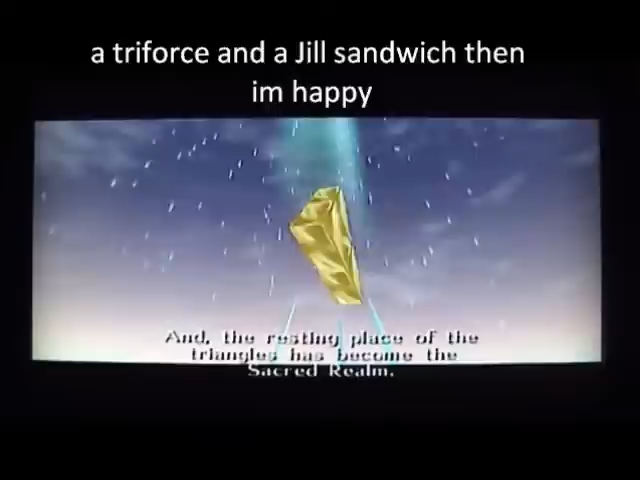 a triforce and a Jill sandwich then
im happy
And, the resting place of the
triangles has become the
Sacred Realm.